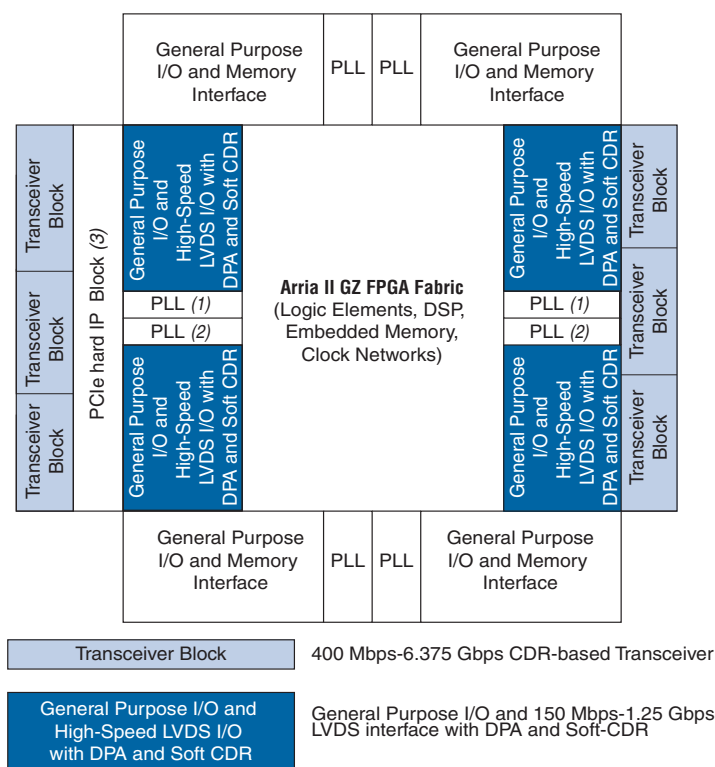 General Purpose
I/O and Memory
Interface
PLL
PLL
General Purpose
I/O and Memory
Interface
Transceiver
Block
Transceiver
Block
Transceiver
Block
PCIe hard IP Block (3)
General Purpose
I/O and
High-Speed
LVDS I/O with
DPA and Soft CDR
PLL (1)
PLL (2)
General Purpose
I/O and
High-Speed
LVDS I/O with
DPA and Soft CDR
Arria II GZ FPGA Fabric
(Logic Elements, DSP,
Embedded Memory,
Clock Networks)
General Purpose
I/O and
High-Speed
LVDS I/O with
DPA and Soft CDR
PLL (1)
PLL (2)
General Purpose
I/O and
High-Speed
LVDS I/O with
DPA and Soft CDR
Transceiver
Block
Transceiver
Block
Transceiver
Block
General Purpose
I/O and Memory
Interface
PLL
PLL
General Purpose
I/O and Memory
Interface
Transceiver Block
400 Mbps-6.375 Gbps CDR-based Transceiver
General Purpose I/O and
High-Speed LVDS I/O
with DPA and Soft CDR
General Purpose I/O and 150 Mbps-1.25 Gbps
LVDS interface with DPA and Soft-CDR